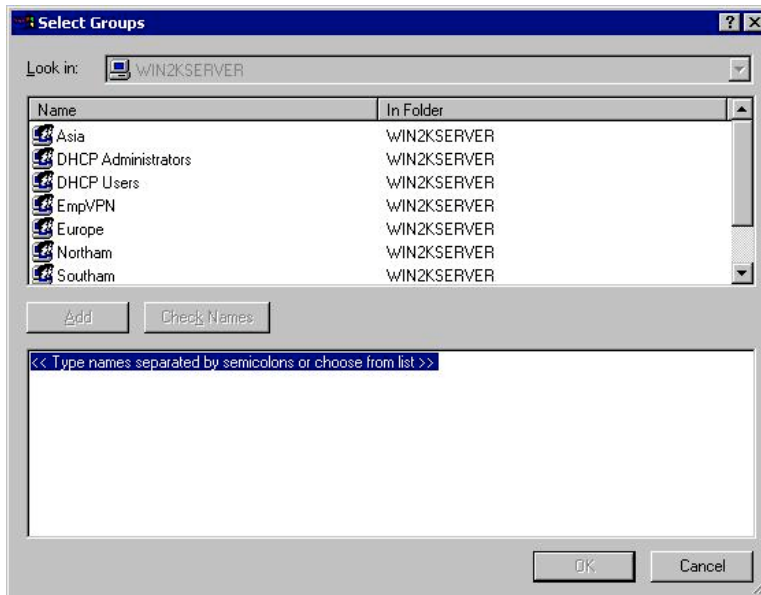 Select Groups
Look in: WIN2KSERVER
Name In Folder
Asia WIN2KSERVER
DHCP Administrators WIN2KSERVER
DHCP Users WIN2KSERVER
EmpVPN WIN2KSERVER
Europe WIN2KSERVER
Northam WIN2KSERVER
Southam WIN2KSERVER
Add Check Names
<< Type names separated by semicolons or choose from list >>
OK Cancel